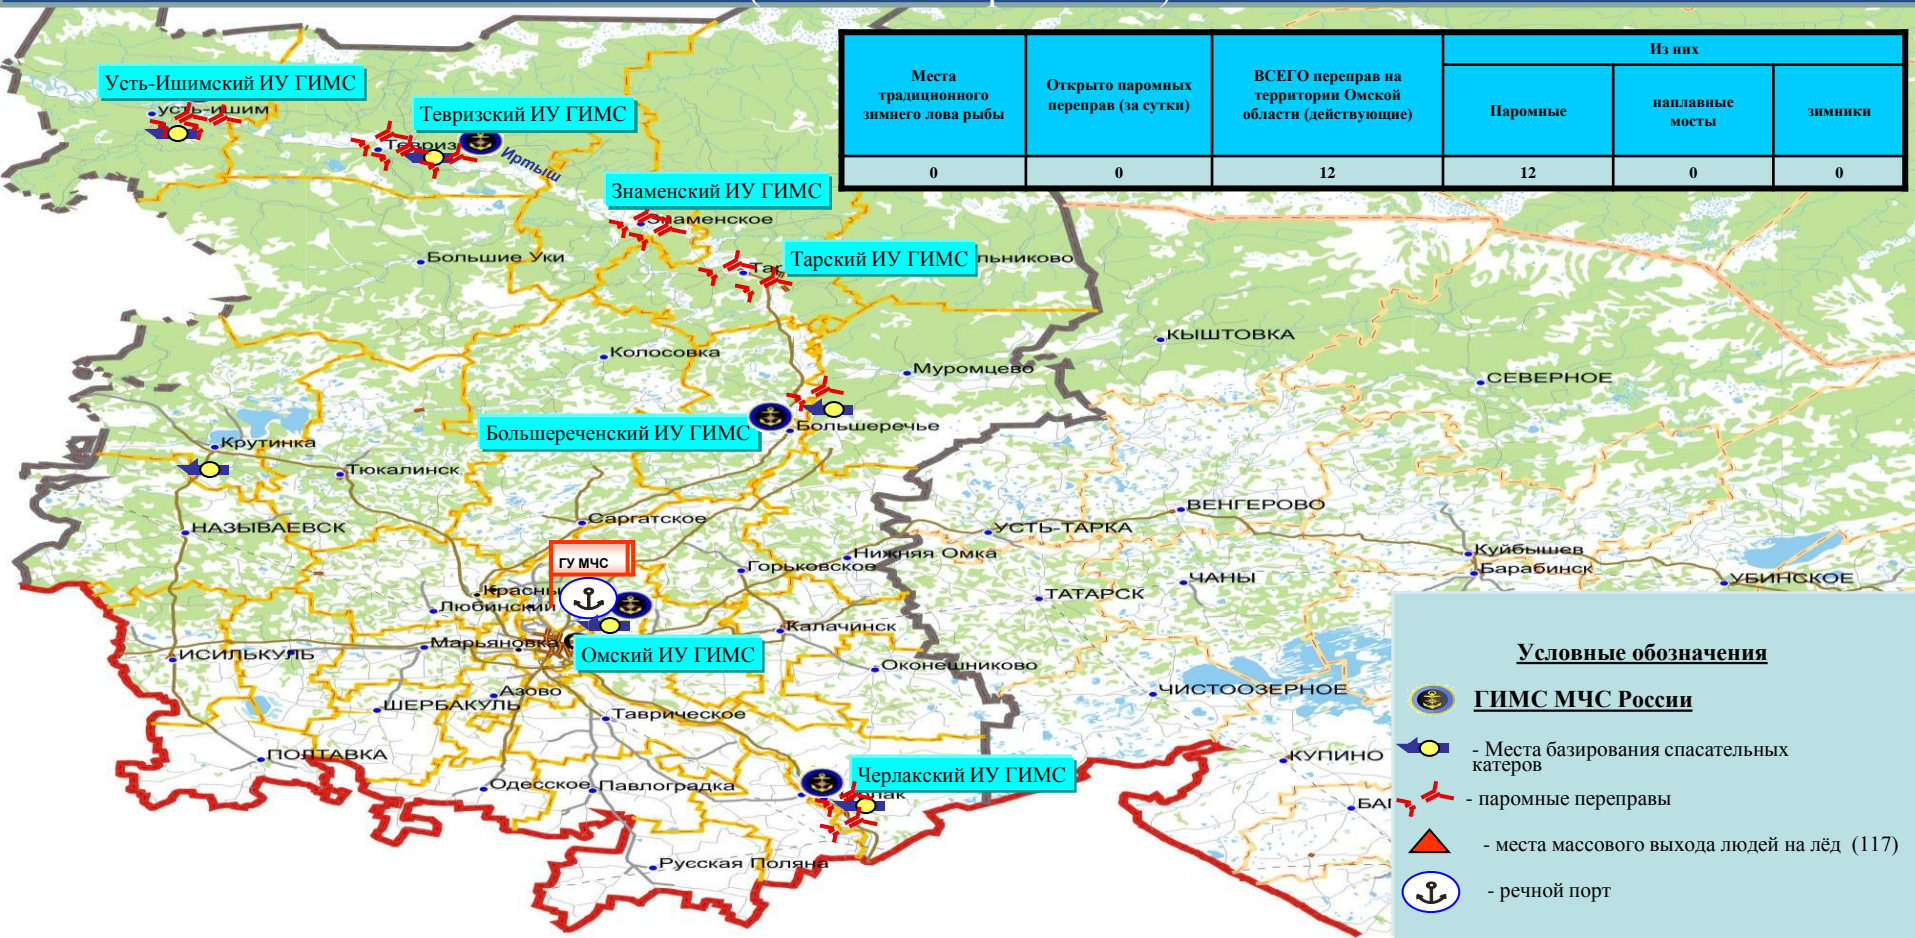 Места
традиционного
зимнего лова рыбы
Открыто паромных
переправ (за сутки)
ВСЕГО переправ на
территории Омской
области (действующие)
Из них
Паромные
наплавные
мосты
зимники
0
0
12
12
0
0
Усть-Ишимский ИУ ГИМС
усть-ишим
Тевризский ИУ ГИМС
Тевриз
Иртыш
Знаменский ИУ ГИМС
Знаменское
Тарский ИУ ГИМС
Большие Уки
Колосовка
Муромцево
КЫШТОВКА
СЕВЕРНОЕ
Большереченский ИУ ГИМС
Большеречье
Крутинка
Тюкалинск
НАЗЫВАЕВСК
Саргатское
ВЕНГЕРОВО
УСТЬ-ТАРКА
Нижняя Омка
Горьковское
Куйбышев
Барабинск
УБИНСКОЕ
ЧАНЫ
ТАТАРСК
ГУ МЧС
Красны
Любинский
Марьяновка
Калачинск
ИСИЛЬКУЛЬ
Омский ИУ ГИМС
Оконешниково
Азово
ШЕРБАКУЛЬ
Таврическое
ЧИСТООЗЕРНОЕ
ПОЛТАВКА
Одесское
Павлоградка
Черлакский ИУ ГИМС
КУПИНО
Русская Поляна
Условные обозначения
ГИМС МЧС России
- Места базирования спасательных
катеров
- паромные переправы
- места массового выхода людей на лёд (117)
- речной порт